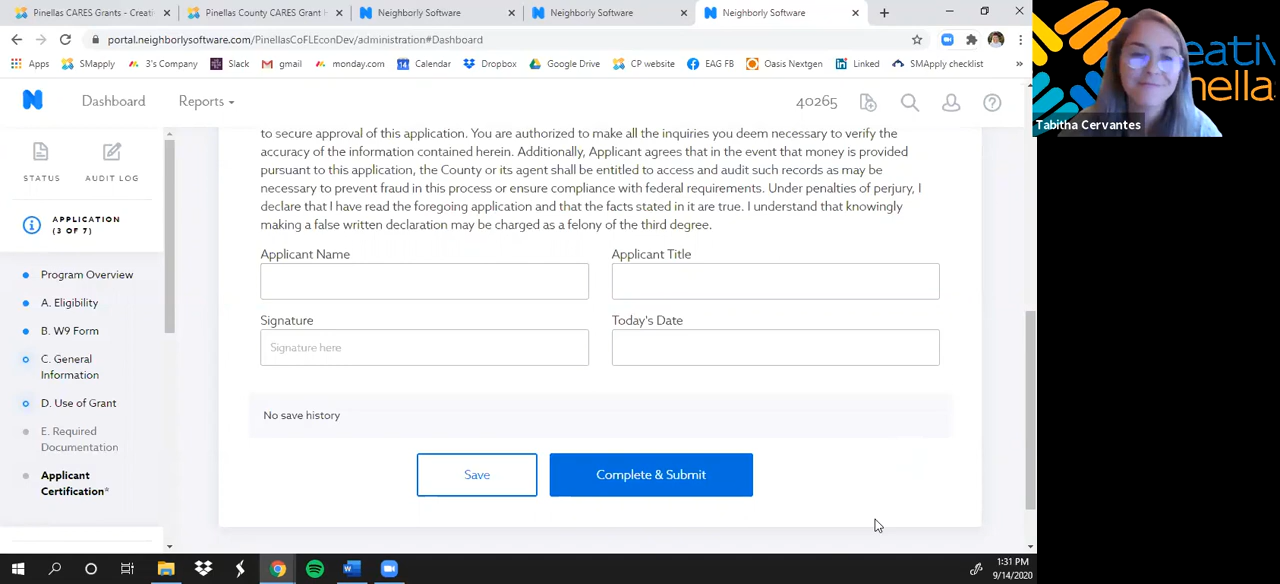 Pinellas CARES Grants - Creati
Pinellas County CARES Grant
Neighborly Software
Neighborly Software
Neighborly Software
portal.neighborlysoftware.com/PinellasCoFLEconDev/administration#Dashboard
Apps
SMapply
3's Company
Slack
gmail
monday.com
Calendar
Dropbox
Google Drive
CP website
EAG FB
Oasis Nextgen
Linked
SMApply checklist
»
Dashboard
Reports
40265
STATUS
AUDIT LOG
APPLICATION
(3 OF 7)
Program Overview
A. Eligibility
B. W9 Form
C. General
Information
D. Use of Grant
E. Required
Documentation
Applicant
Certification*
to secure approval of this application. You are authorized to make all the inquiries you deem necessary to verify the
accuracy of the information contained herein. Additionally, Applicant agrees that in the event that money is provided
pursuant to this application, the County or its agent shall be entitled to access and audit such records as may be
necessary to prevent fraud in this process or ensure compliance with federal requirements. Under penalties of perjury, I
declare that I have read the foregoing application and that the facts stated in it are true. I understand that knowingly
making a false written declaration may be charged as a felony of the third degree.
Applicant Name
Applicant Title
Signature
Today's Date
Signature here
No save history
Save
Complete & Submit
1:31 PM
9/14/2020
eativ
nella
Tabitha Cervantes